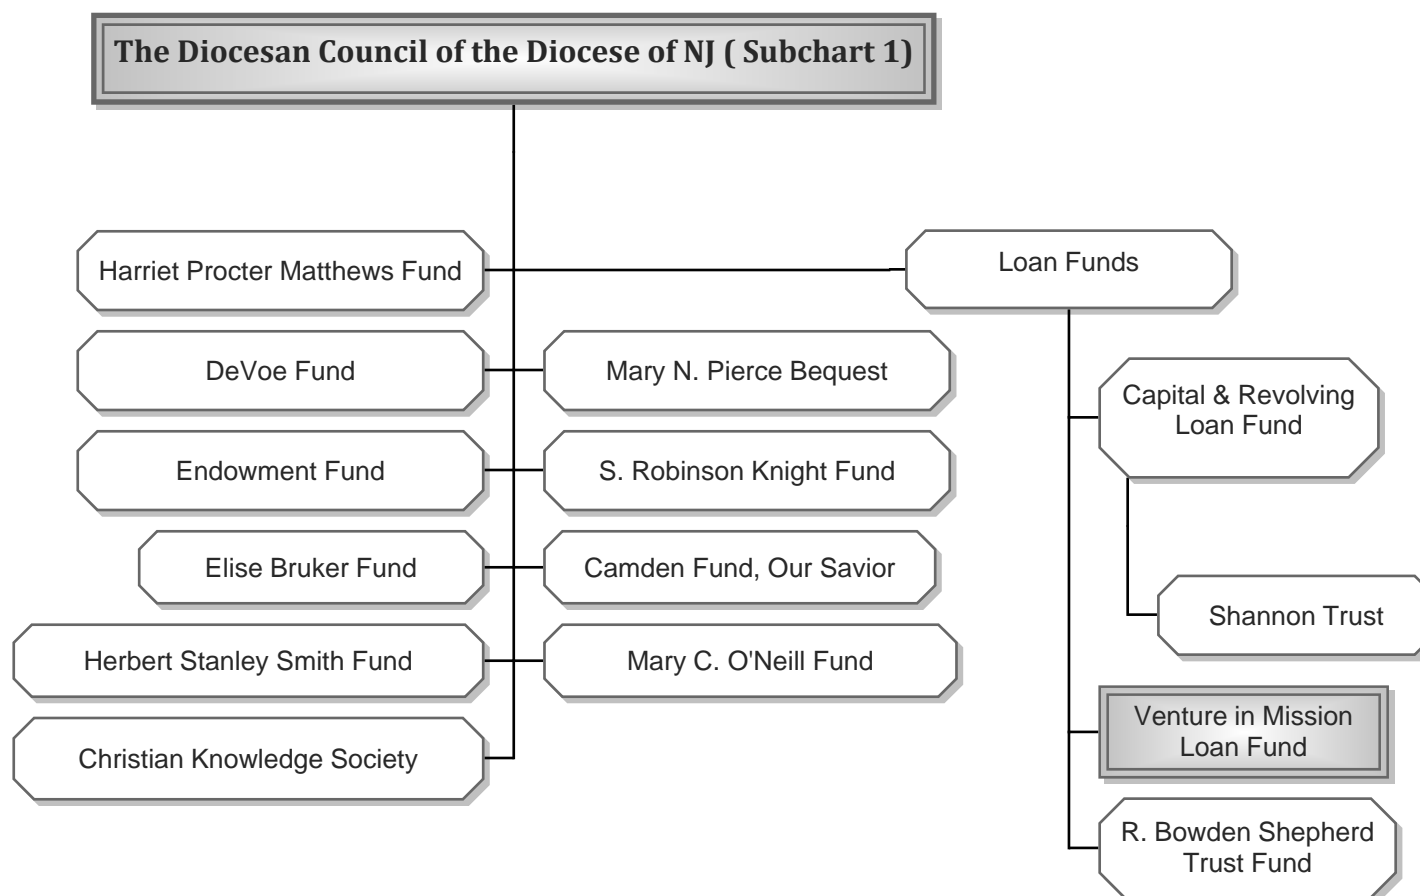 The Diocesan Council of the Diocese of NJ ( Subchart 1)
Harriet Procter Matthews Fund
Loan Funds
DeVoe Fund
Mary N. Pierce Bequest
Capital & Revolving
Loan Fund
Endowment Fund
S. Robinson Knight Fund
Elise Bruker Fund
Camden Fund, Our Savior
Shannon Trust
Herbert Stanley Smith Fund
Mary C. O'Neill Fund
Venture in Mission
Loan Fund
Christian Knowledge Society
R. Bowden Shepherd
Trust Fund